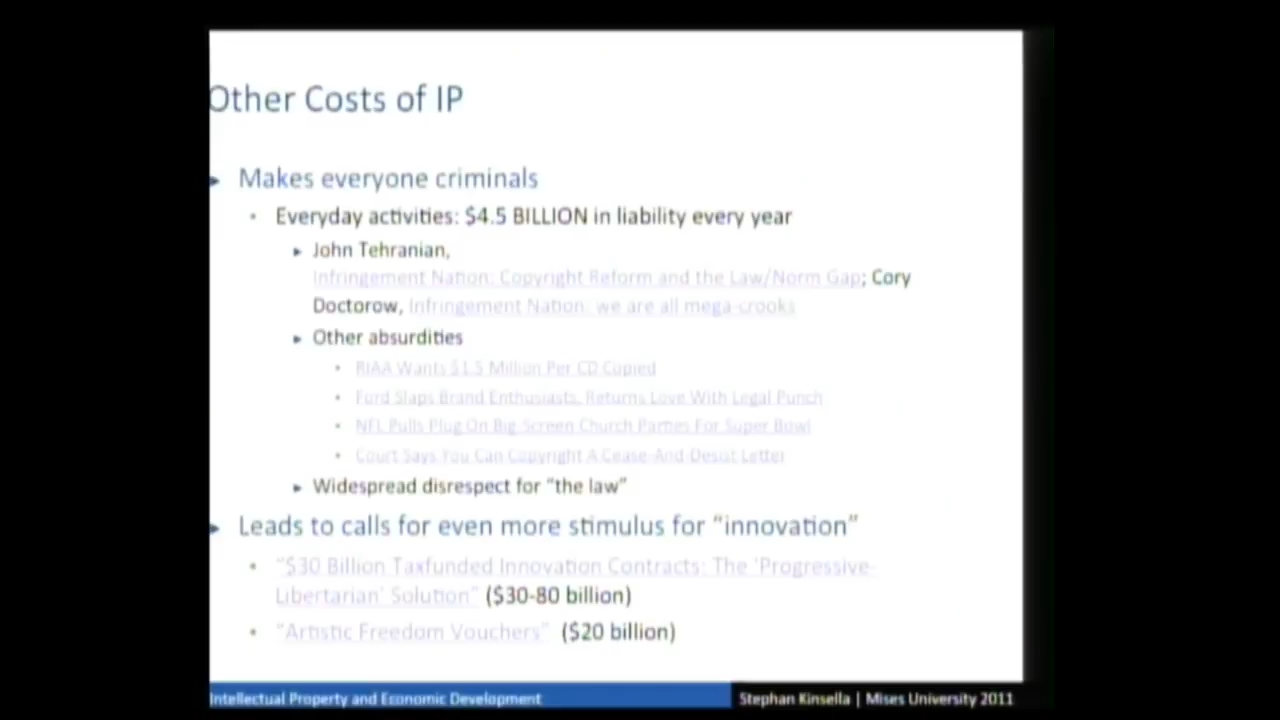 Other Costs of IP
Makes everyone criminals
Everyday activities: $4.5 BILLION in liability every year
John Tehranian,
Infringement Nation: Copyright Reform and the Law/Norm Gap; Cory
Doctorow, Infringement Nation: we are all mega-crooks
Other absurdities
RIAA Wants $1.5 Million Per CD Copied
Ford Slaps Brand Enthusiasts, Returns Love With Legal Punch
NFL Pulls Plug On Big-Screen Church Parties For Super Bowl
Court Says You Can Copyright A Cease-And-Desist Letter
Widespread disrespect for “the law”
Leads to calls for even more stimulus for “innovation”
“$30 Billion Taxfunded Innovation Contracts: The ‘Progressive-
Libertarian’ Solution” ($30-80 billion)
“Artistic Freedom Vouchers” ($20 billion)
Intellectual Property and Economic Development
Stephan Kinsella | Mises University 2011